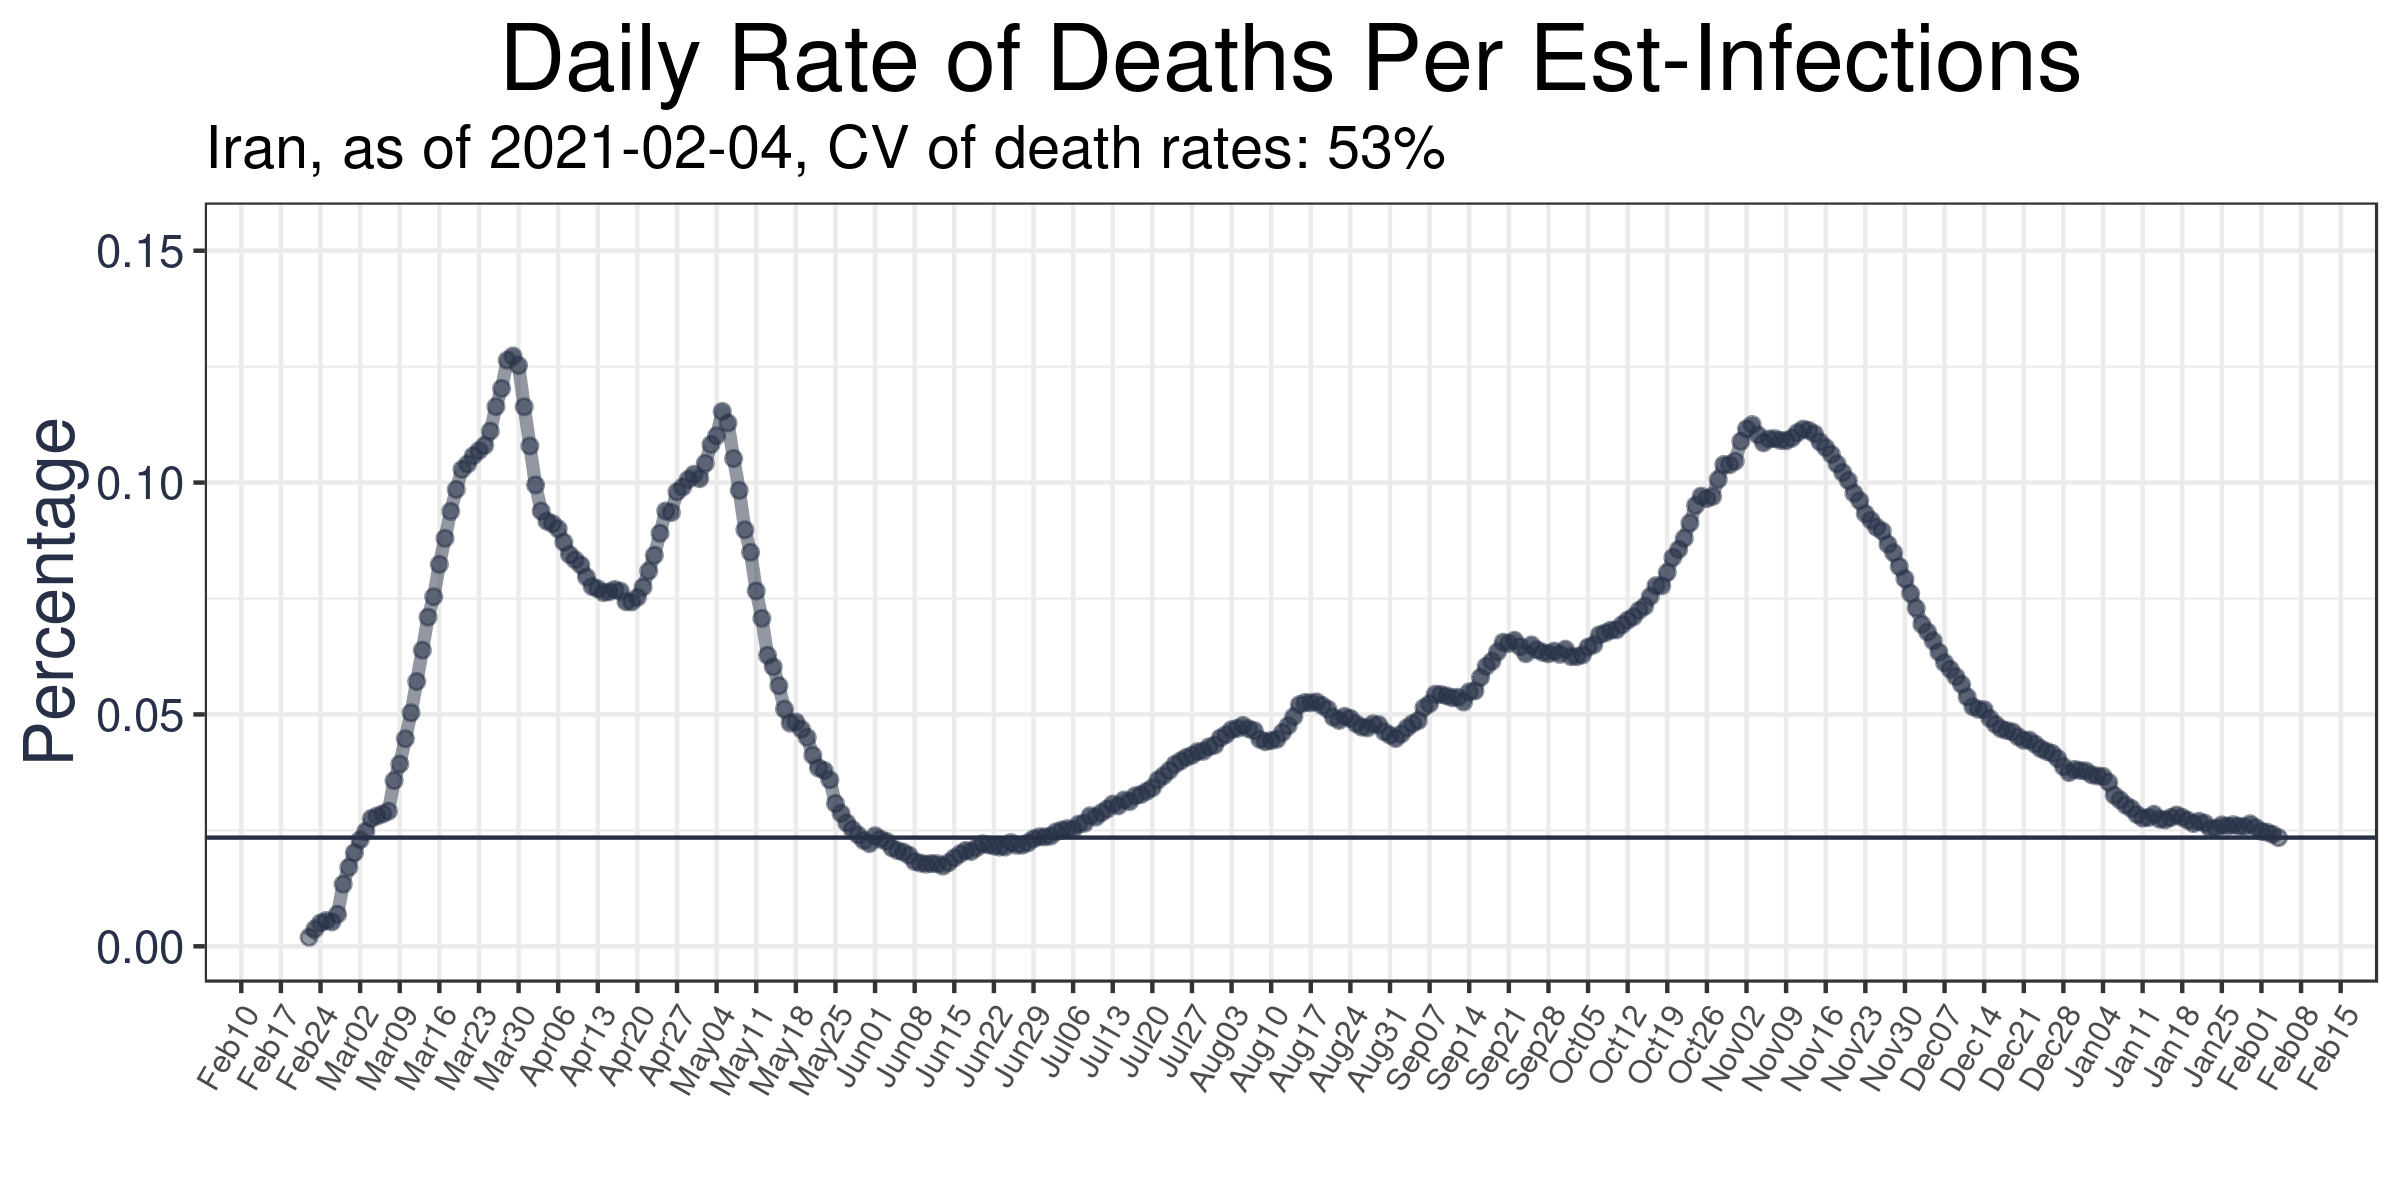 Daily Rate of Deaths Per Est-Infections
Iran, as of 2021-02-04, CV of death rates: 53%
Percentage
0.15
0.10
0.05
0.00
Feb10
Feb17
Feb24
Mar02
Mar09
Mar16
Mar23
Mar30
Apr06
Apr13
Apr20
Apr27
May04
May11
May18
May25
Jun01
Jun08
Jun15
Jun22
Jun29
Jul06
Jul13
Jul20
Jul27
Aug03
Aug10
Aug17
Aug24
Aug31
Sep07
Sep14
Sep21
Sep28
Oct05
Oct12
Oct19
Oct26
Nov02
Nov09
Nov16
Nov23
Nov30
Dec07
Dec14
Dec21
Dec28
Jan04
Jan11
Jan18
Jan25
Feb01
Feb08
Feb15